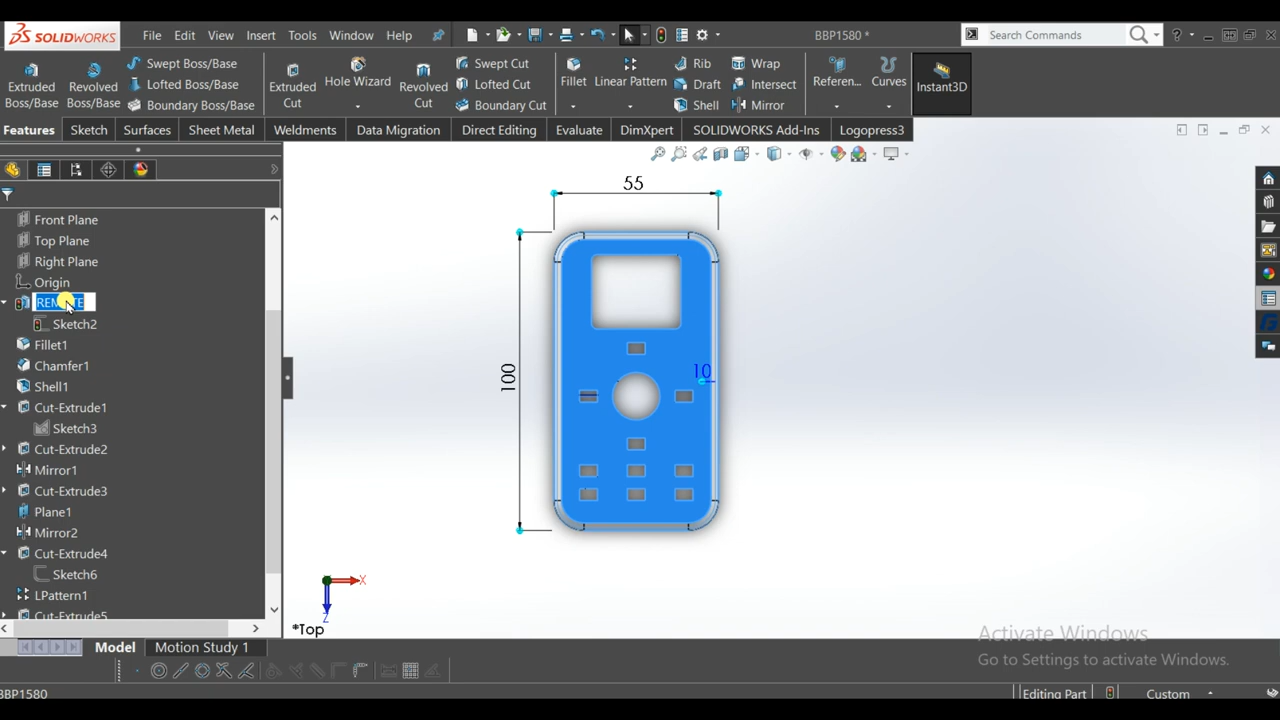 SOLIDWORKS File Edit View Insert Tools Window Help BBP1580 * Search Commands
Extruded Boss/Base Revolved Boss/Base Swept Boss/Base Lofted Boss/Base Boundary Boss/Base Extruded Cut Hole Wizard Revolved Cut Swept Cut Lofted Cut Boundary Cut Fillet Linear Pattern Rib Draft Shell Wrap Intersect Mirror Referen... Curves Instant3D
Features Sketch Surfaces Sheet Metal Weldments Data Migration Direct Editing Evaluate DimXpert SOLIDWORKS Add-Ins Logopress3
Front Plane
Top Plane
Right Plane
Origin
Sketch2
Fillet1
Chamfer1
Shell1
Cut-Extrude1
Sketch3
Cut-Extrude2
Mirror1
Cut-Extrude3
Plane1
Mirror2
Cut-Extrude4
Sketch6
LPattern1
Cut-Extrude5
55
100
10
X
Z
*Top
Activate Windows
Go to Settings to activate Windows.
Model Motion Study 1
BBP1580 Editing Part Custom